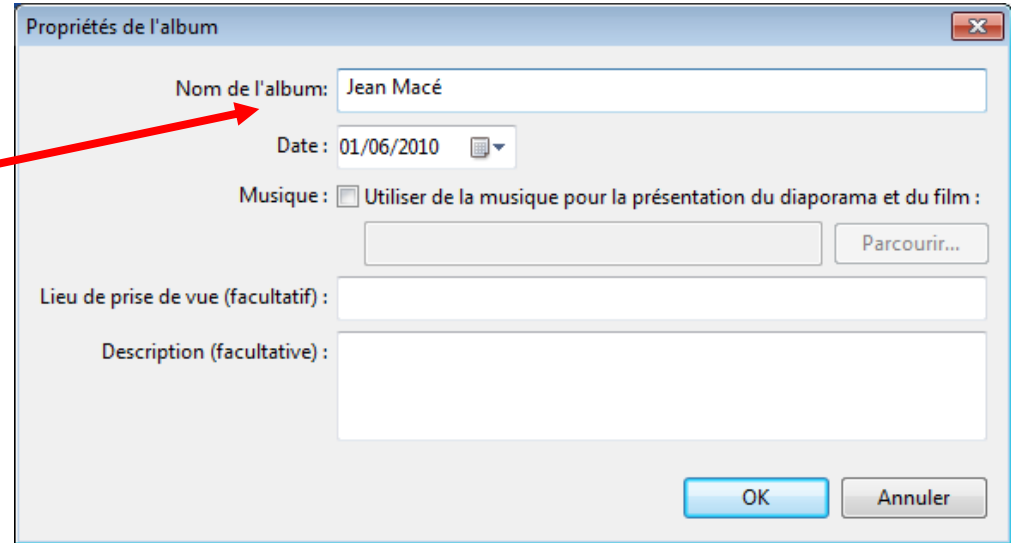 Propriétés de l'album
Nom de l'album: Jean Macé
Date : 01/06/2010
Musique : Utiliser de la musique pour la présentation du diaporama et du film :
Parcourir...
Lieu de prise de vue (facultatif) :
Description (facultative) :
OK Annuler